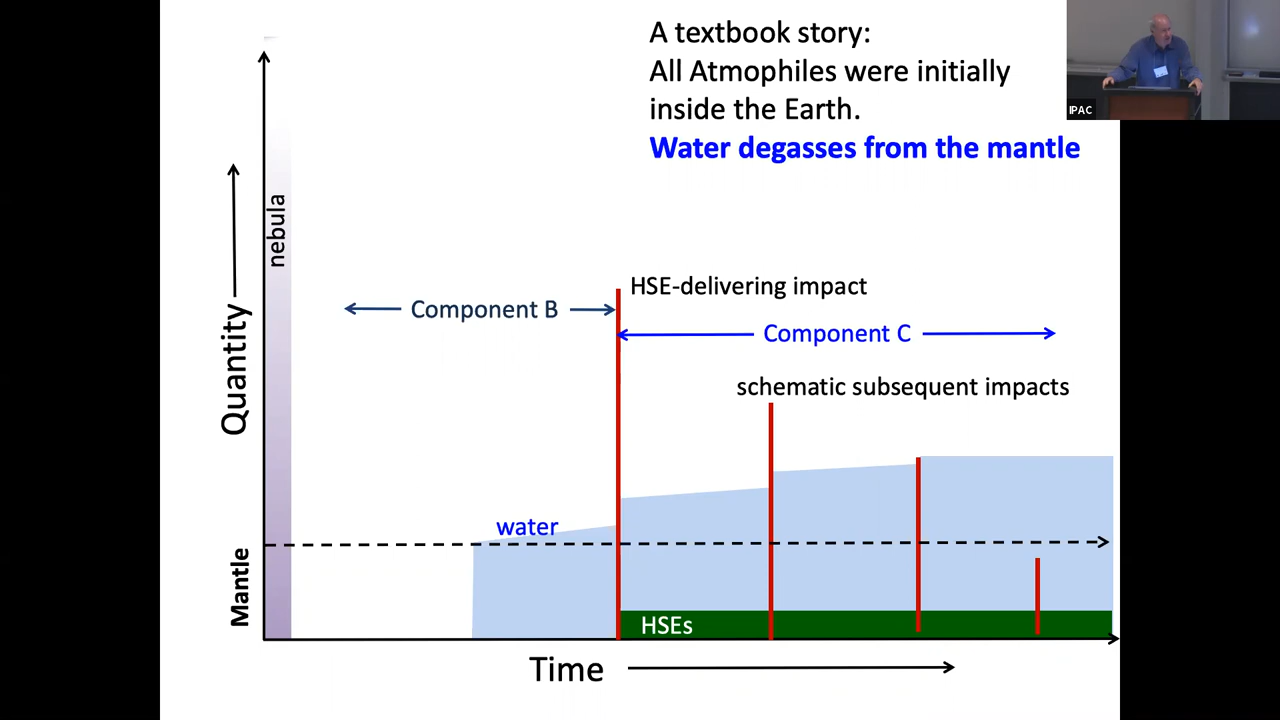 A textbook story:
All Atmophiles were initially
inside the Earth.
Water degasses from the mantle
IPAC
nebula
Quantity
Component B
HSE-delivering impact
Component C
schematic subsequent impacts
water
Mantle
HSEs
Time